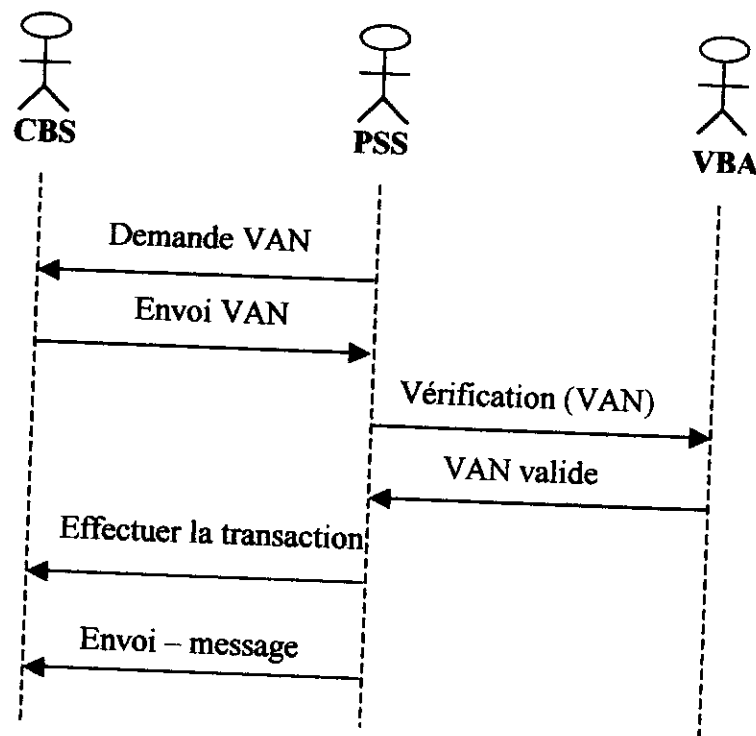 CBS
PSS
VBA
Demande VAN
Envoi VAN
Vérification (VAN)
VAN valide
Effectuer la transaction
Envoi – message